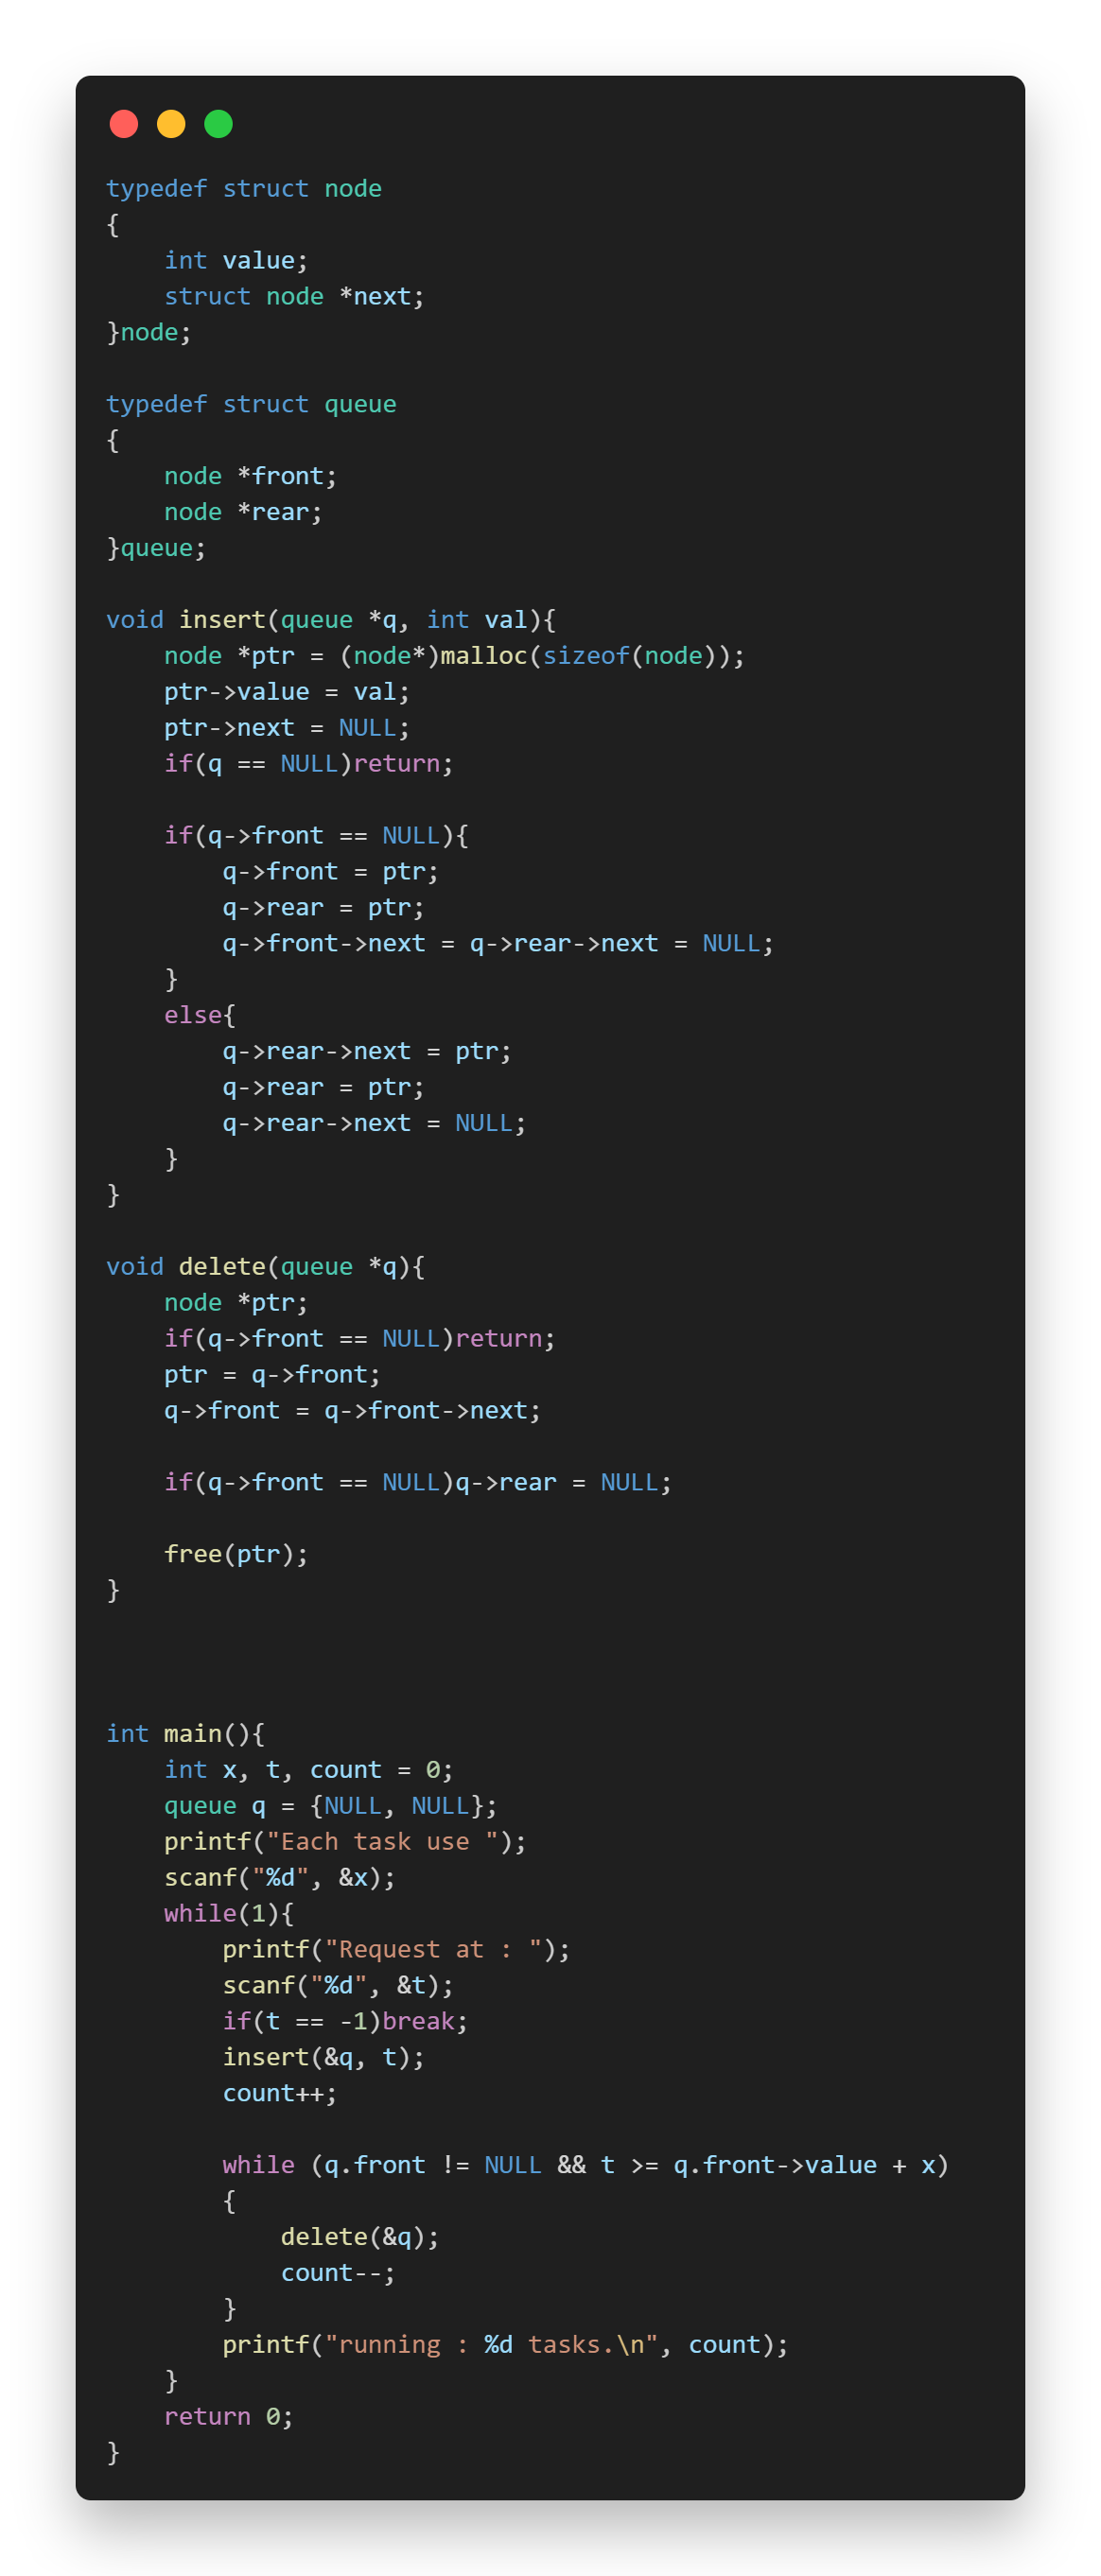 typedef struct node
{
    int value;
    struct node *next;
}node;

typedef struct queue
{
    node *front;
    node *rear;
}queue;

void insert(queue *q, int val){
    node *ptr = (node*)malloc(sizeof(node));
    ptr->value = val;
    ptr->next = NULL;
    if(q == NULL)return;

    if(q->front == NULL){
        q->front = ptr;
        q->rear = ptr;
        q->front->next = q->rear->next = NULL;
    }
    else{
        q->rear->next = ptr;
        q->rear = ptr;
        q->rear->next = NULL;
    }
}

void delete(queue *q){
    node *ptr;
    if(q->front == NULL)return;
    ptr = q->front;
    q->front = q->front->next;

    if(q->front == NULL)q->rear = NULL;

    free(ptr);
}

int main(){
    int x, t, count = 0;
    queue q = {NULL, NULL};
    printf("Each task use ");
    scanf("%d", &x);
    while(1){
        printf("Request at : ");
        scanf("%d", &t);
        if(t == -1)break;
        insert(&q, t);
        count++;

        while (q.front != NULL && t >= q.front->value + x)
        {
            delete(&q);
            count--;
        }
        printf("running : %d tasks.\n", count);
    }
    return 0;
}